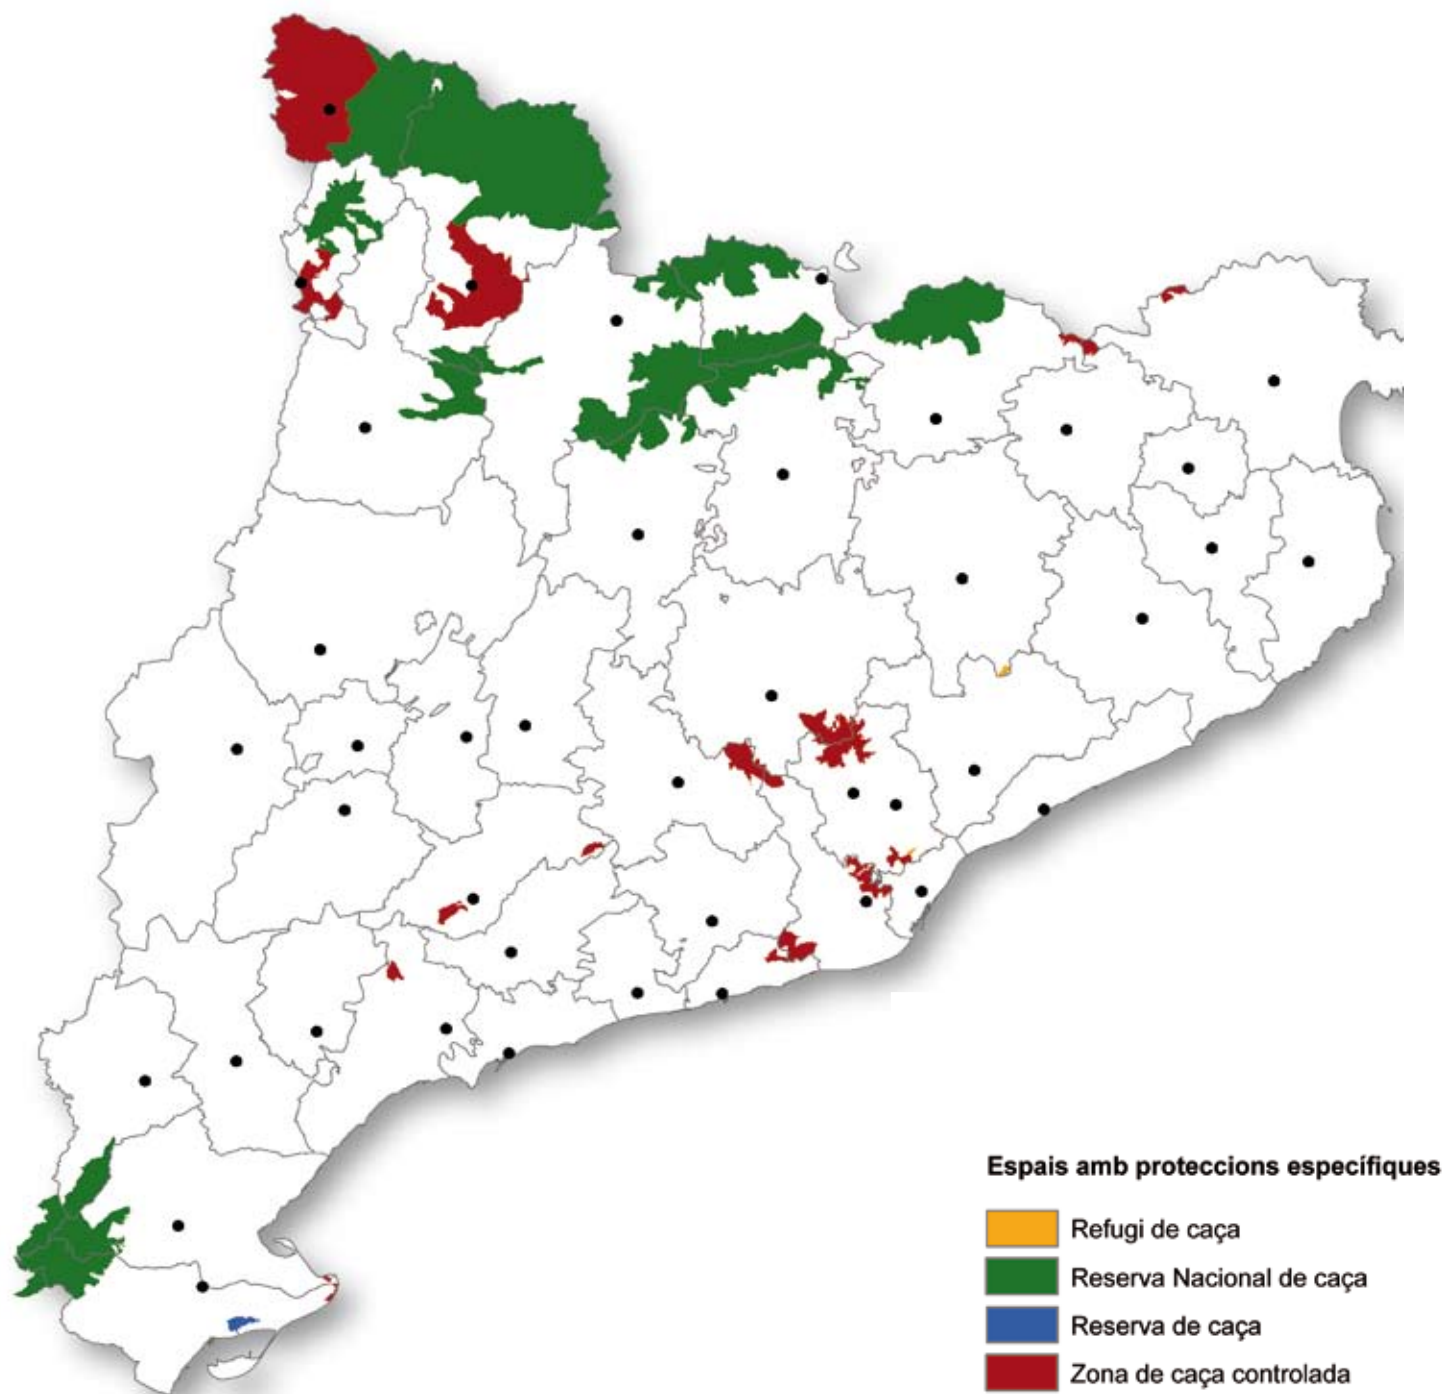 Espais amb proteccions específiques
Refugi de caça
Reserva Nacional de caça
Reserva de caça
Zona de caça controlada